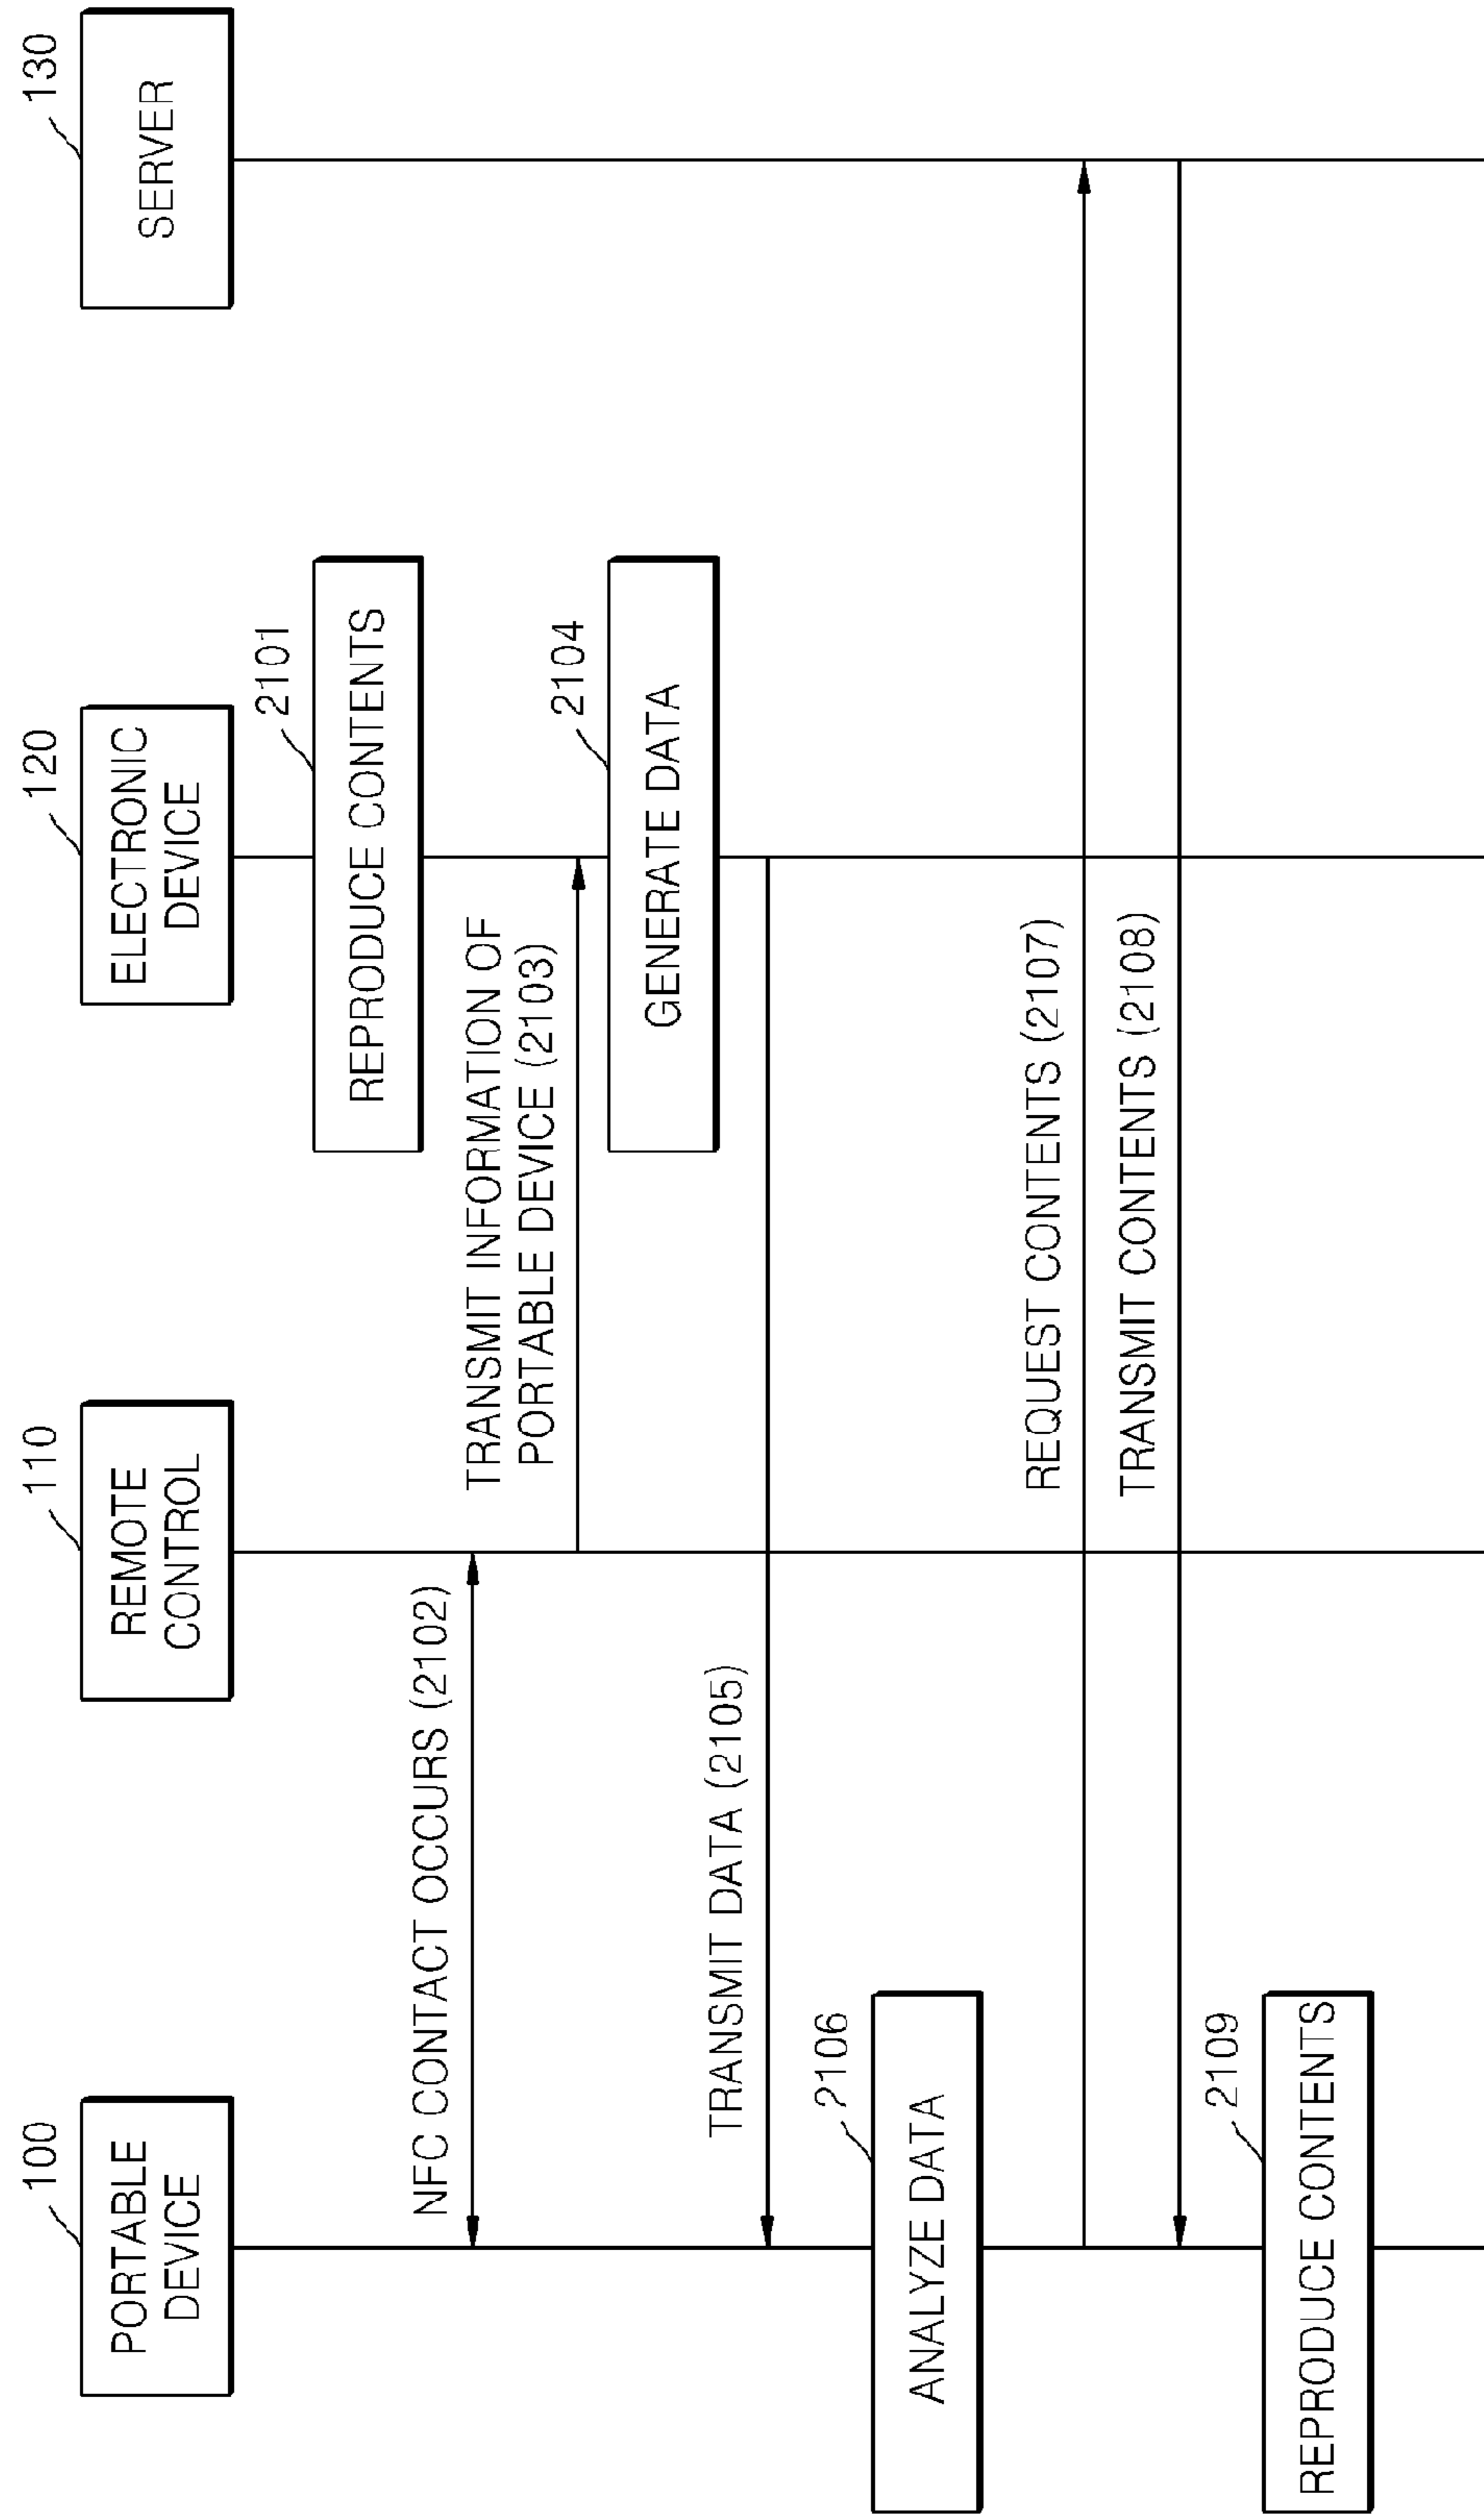 100
PORTABLE
DEVICE
110
REMOTE
CONTROL
120
ELECTRONIC
DEVICE
130
SERVER
2101
REPRODUCE CONTENTS
NFC CONTACT OCCURS (2102)
TRANSMIT INFORMATION OF
PORTABLE DEVICE (2103)
2104
GENERATE DATA
TRANSMIT DATA (2105)
2106
ANALYZE DATA
REQUEST CONTENTS (2107)
TRANSMIT CONTENTS (2108)
2109
REPRODUCE CONTENTS